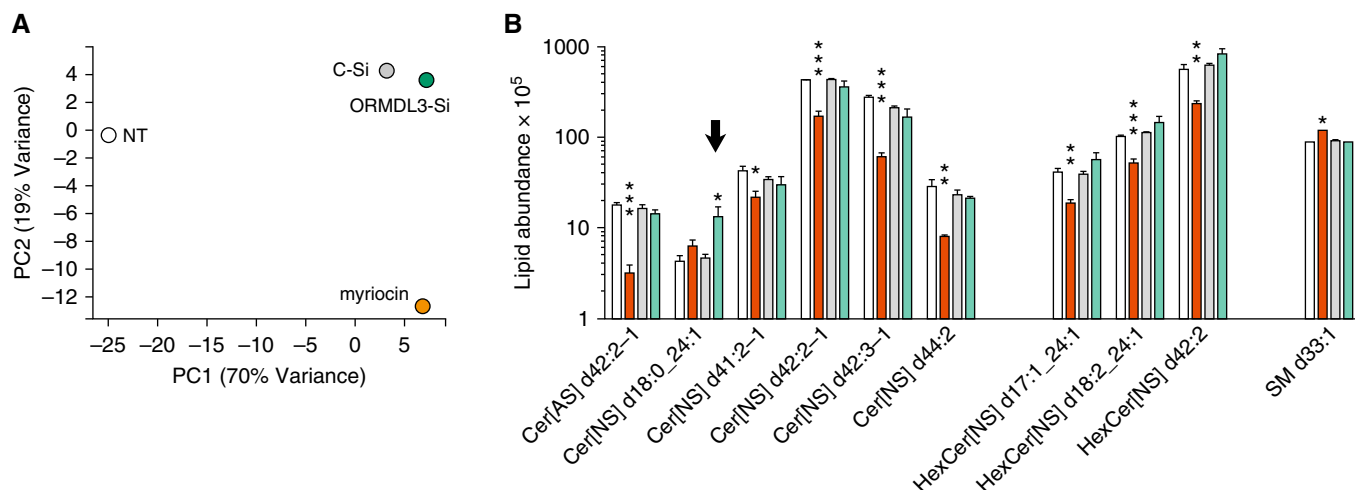 A
PC2 (19% Variance)
4
2
0
−2
−4
−6
−8
−10
−12
C-Si
ORMDL3-Si
NT
myriocin
−25 −20 −15 −10 −5 0 5
PC1 (70% Variance)
B
Lipid abundance × 10⁵
1000
100
10
1
***
*
*
***
***
**
**
***
**
*
Cer[AS] d42:2–1
Cer[NS] d18:0_24:1
Cer[NS] d41:2–1
Cer[NS] d42:2–1
Cer[NS] d42:3–1
Cer[NS] d44:2
HexCer[NS] d17:1_24:1
HexCer[NS] d18:2_24:1
HexCer[NS] d42:2
SM d33:1